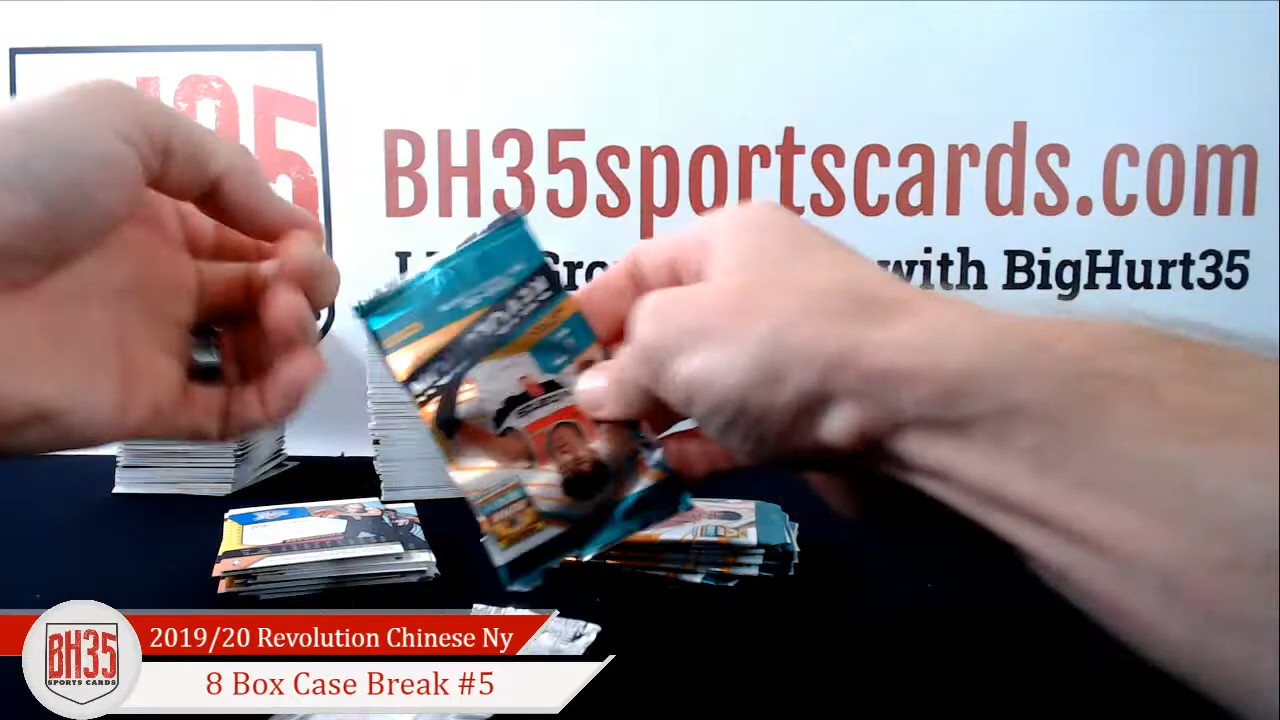 BH35sportscards.com
with BigHurt35
BH35
SPORTS CARDS
2019/20 Revolution Chinese Ny
8 Box Case Break #5